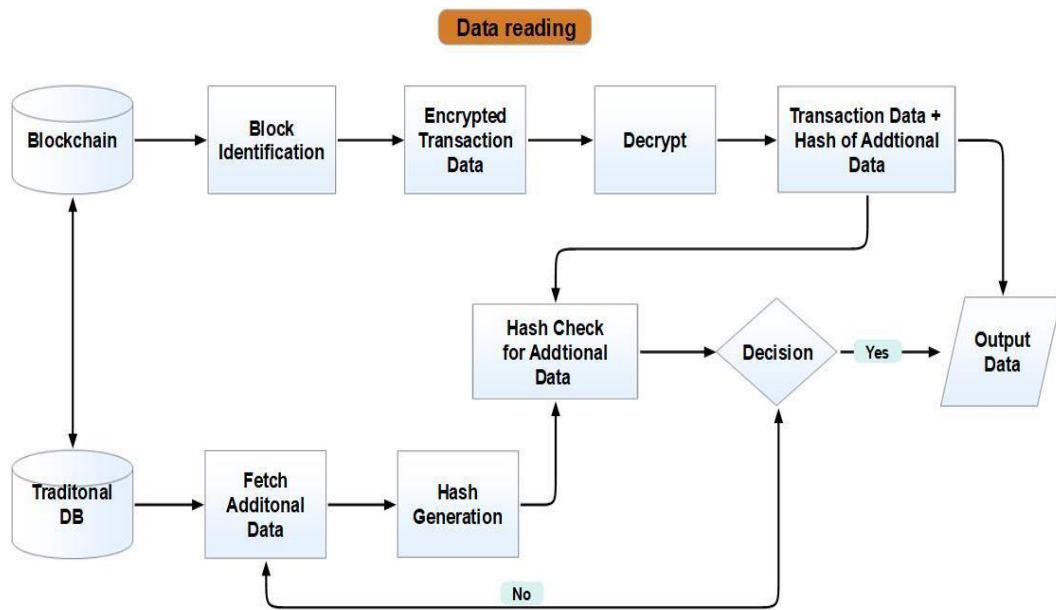 Data reading
Blockchain
Block
Identification
Encrypted
Transaction
Data
Decrypt
Transaction Data +
Hash of Addtional
Data
Hash Check
for Addtional
Data
Decision
Yes
Output
Data
Traditonal
DB
Fetch
Additonal
Data
Hash
Generation
No